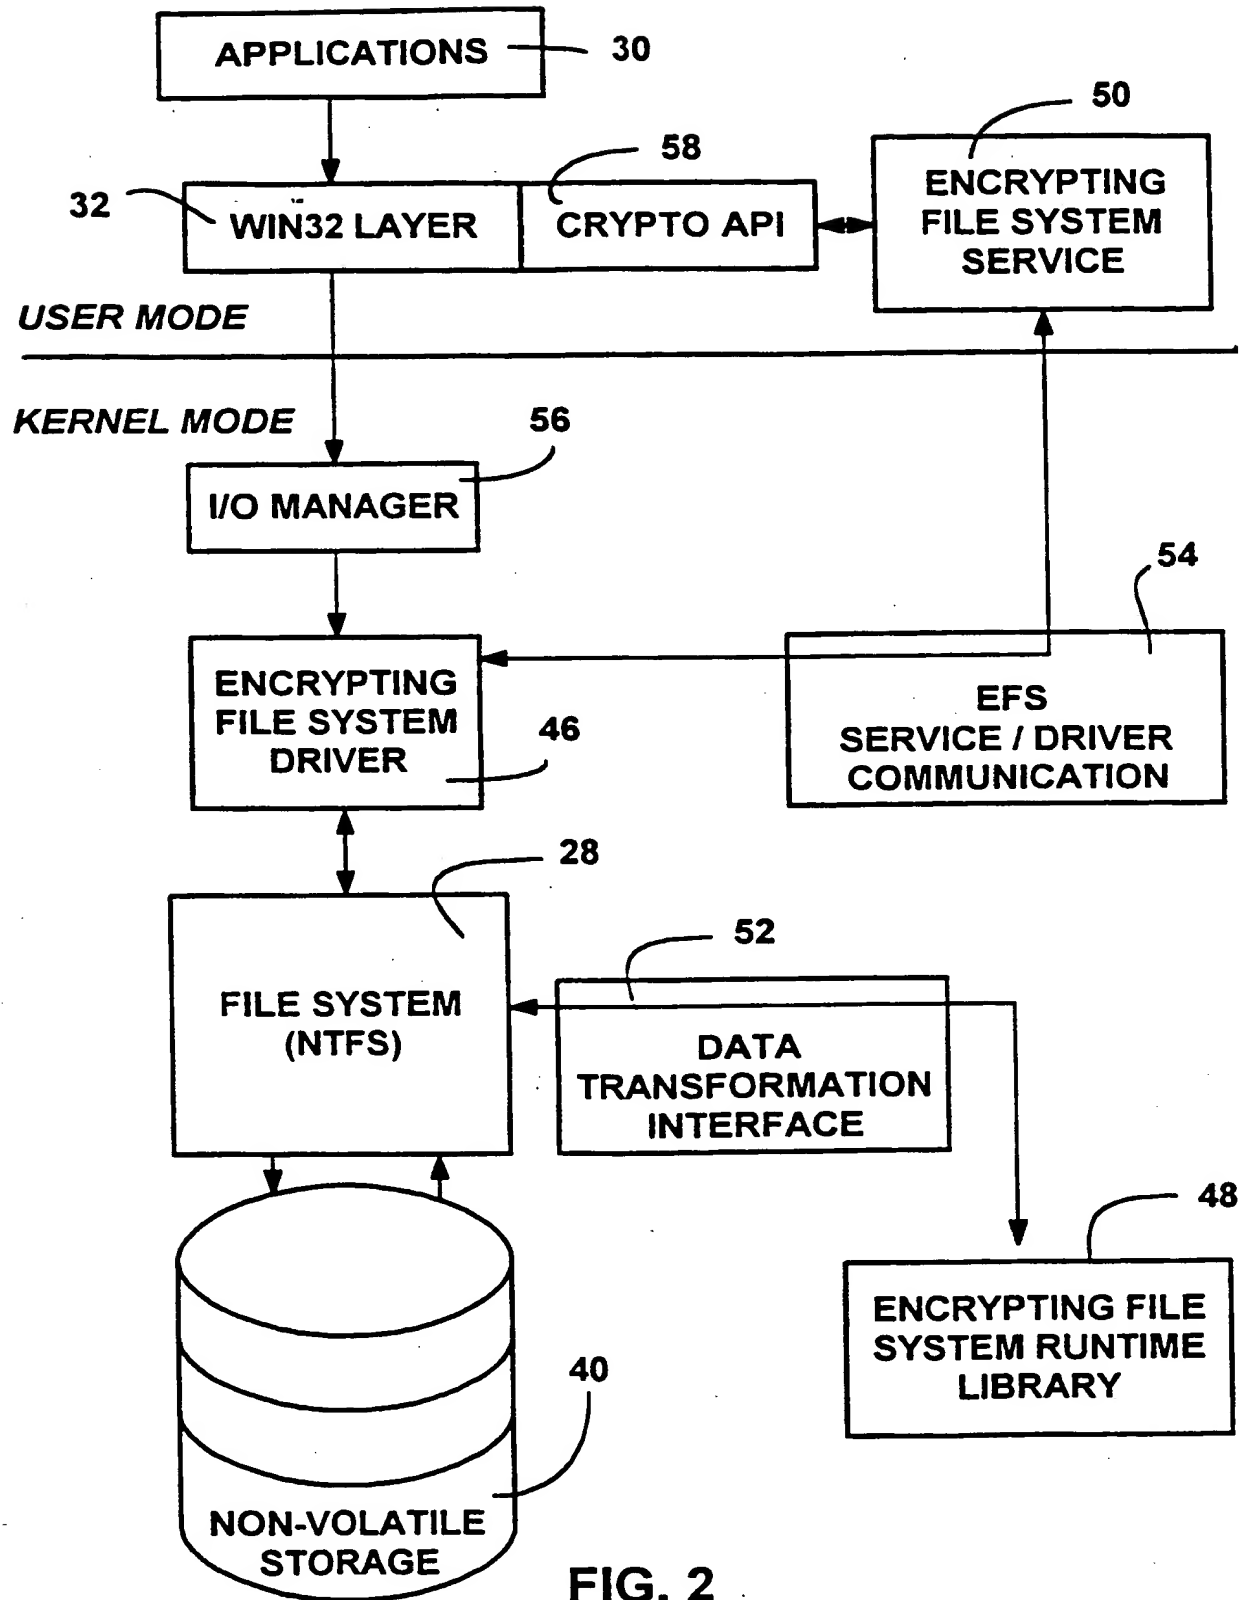 APPLICATIONS
30
50
58
32
WIN32 LAYER
CRYPTO API
ENCRYPTING
FILE SYSTEM
SERVICE
USER MODE
KERNEL MODE
56
I/O MANAGER
54
ENCRYPTING
FILE SYSTEM
DRIVER
46
EFS
SERVICE / DRIVER
COMMUNICATION
28
52
FILE SYSTEM
(NTFS)
DATA
TRANSFORMATION
INTERFACE
48
ENCRYPTING FILE
SYSTEM RUNTIME
LIBRARY
40
NON-VOLATILE
STORAGE
FIG. 2